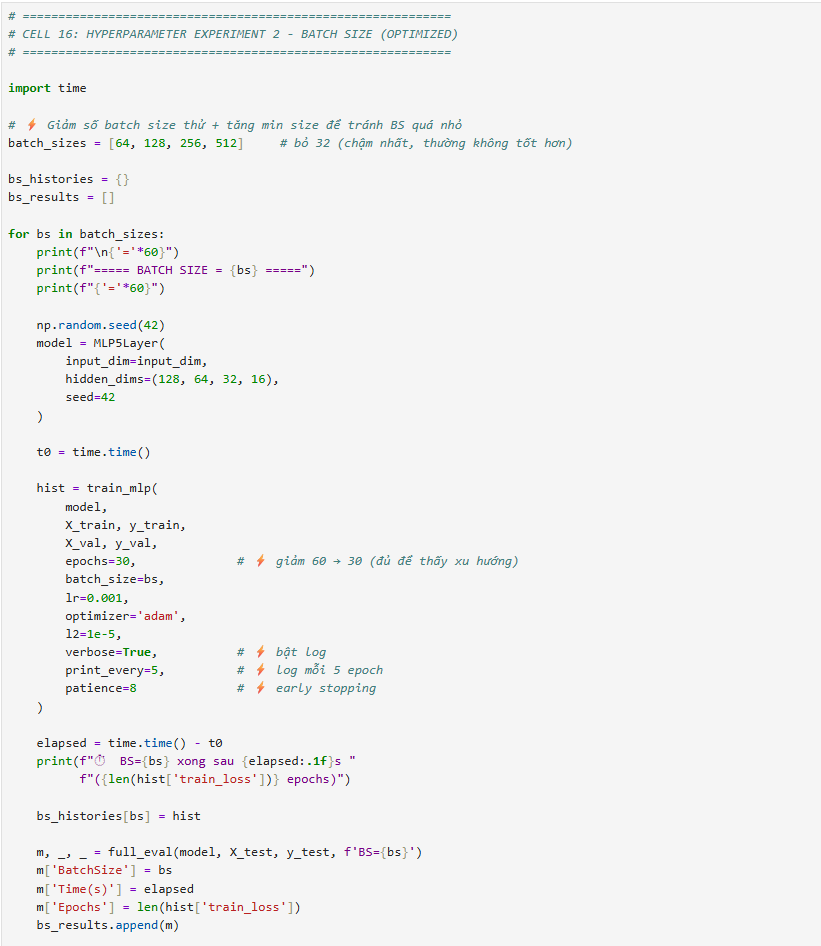 # ============================================================
# CELL 16: HYPERPARAMETER EXPERIMENT 2 - BATCH SIZE (OPTIMIZED)
# ============================================================

import time

# ⚡ Giảm số batch size thử + tăng min size để tránh BS quá nhỏ
batch_sizes = [64, 128, 256, 512]     # bỏ 32 (chậm nhất, thường không tốt hơn)

bs_histories = {}
bs_results = []

for bs in batch_sizes:
    print(f"\n{'='*60}")
    print(f"===== BATCH SIZE = {bs} =====")
    print(f"{'='*60}")

    np.random.seed(42)
    model = MLP5Layer(
        input_dim=input_dim,
        hidden_dims=(128, 64, 32, 16),
        seed=42
    )

    t0 = time.time()

    hist = train_mlp(
        model,
        X_train, y_train,
        X_val, y_val,
        epochs=30,              # ⚡ giảm 60 → 30 (đủ để thấy xu hướng)
        batch_size=bs,
        lr=0.001,
        optimizer='adam',
        l2=1e-5,
        verbose=True,           # ⚡ bật log
        print_every=5,          # ⚡ log mỗi 5 epoch
        patience=8              # ⚡ early stopping
    )

    elapsed = time.time() - t0
    print(f"⏱ BS={bs} xong sau {elapsed:.1f}s "
          f"({len(hist['train_loss'])} epochs)")

    bs_histories[bs] = hist

    m, _, _ = full_eval(model, X_test, y_test, f'BS={bs}')
    m['BatchSize'] = bs
    m['Time(s)'] = elapsed
    m['Epochs'] = len(hist['train_loss'])
    bs_results.append(m)